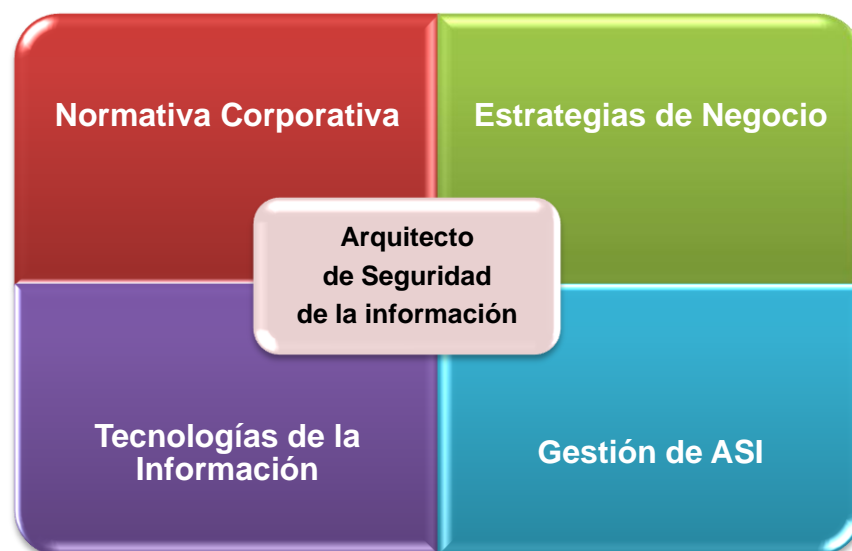 Normativa Corporativa
Estrategias de Negocio
Arquitecto
de Seguridad
de la información
Tecnologías de la
Información
Gestión de ASI